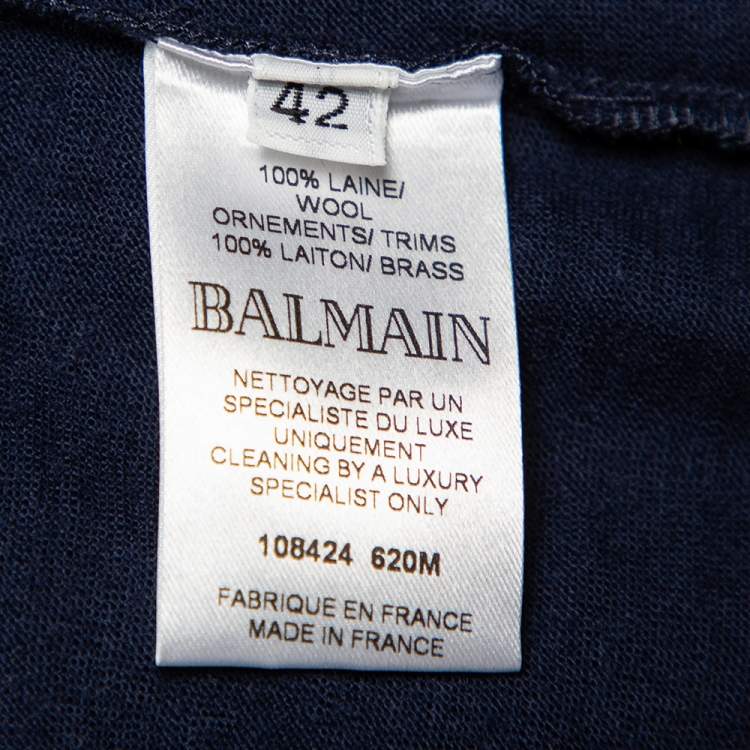 42
100% LAINE/
WOOL
ORNEMENTS/ TRIMS
100% LAITON/ BRASS
BALMAIN
NETTOYAGE PAR UN
SPECIALISTE DU LUXE
UNIQUEMENT
CLEANING BY A LUXURY
SPECIALIST ONLY
108424 620M
FABRIQUE EN FRANCE
MADE IN FRANCE